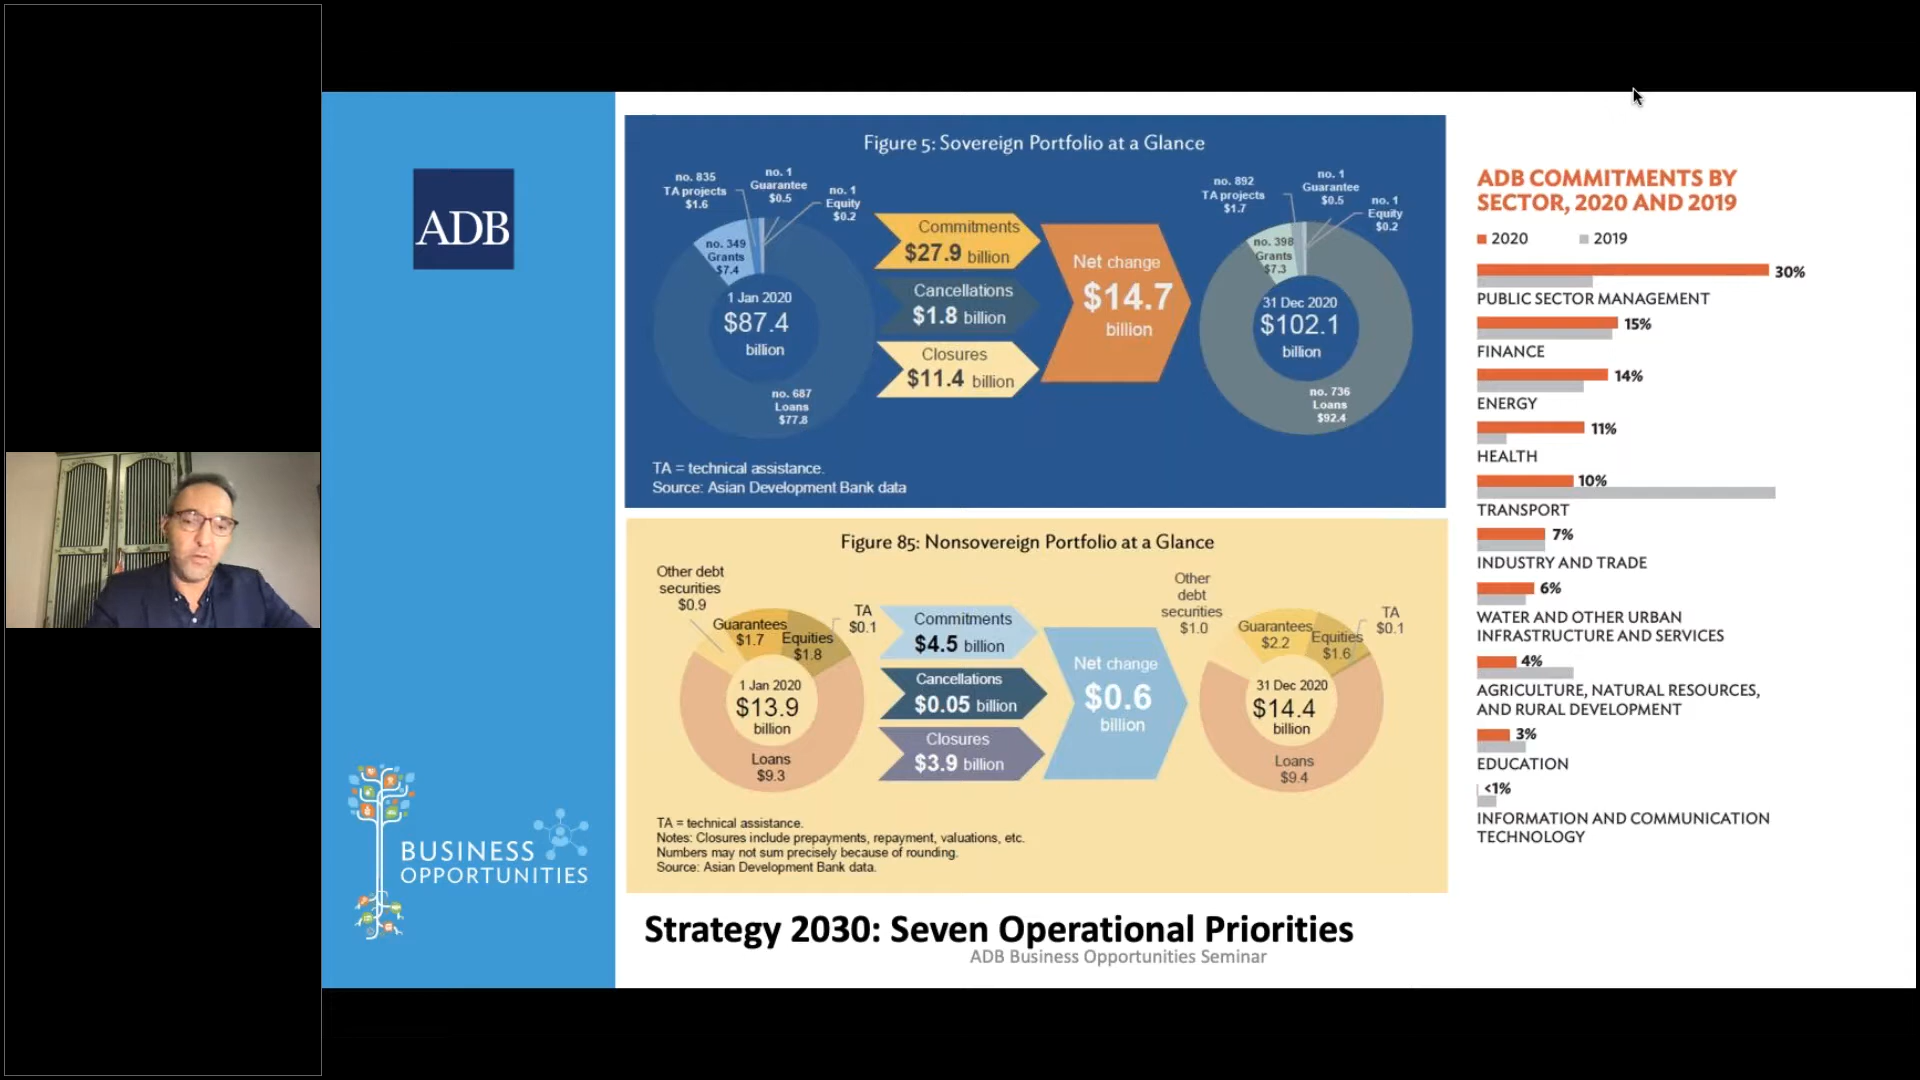 ADB
BUSINESS
OPPORTUNITIES
Figure 5: Sovereign Portfolio at a Glance
no. 835
TA projects
$1.6
no. 1
Guarantee
$0.5
no. 1
Equity
$0.2
no. 349
Grants
$7.4
1 Jan 2020
$87.4
billion
no. 687
Loans
$77.8
Commitments
$27.9 billion
Cancellations
$1.8 billion
Closures
$11.4 billion
Net change
$14.7
billion
no. 892
TA projects
$1.7
no. 1
Guarantee
$0.5
no. 1
Equity
$0.2
no. 398
Grants
$7.3
31 Dec 2020
$102.1
billion
no. 736
Loans
$92.4
TA = technical assistance.
Source: Asian Development Bank data
Figure 85: Nonsovereign Portfolio at a Glance
Other debt
securities
$0.9
Guarantees
$1.7
Equities
$1.8
TA
$0.1
1 Jan 2020
$13.9
billion
Loans
$9.3
Commitments
$4.5 billion
Cancellations
$0.05 billion
Closures
$3.9 billion
Net change
$0.6
billion
Other
debt
securities
$1.0
Guarantees
$2.2
Equities
$1.6
TA
$0.1
31 Dec 2020
$14.4
billion
Loans
$9.4
TA = technical assistance.
Notes: Closures include prepayments, repayment, valuations, etc.
Numbers may not sum precisely because of rounding.
Source: Asian Development Bank data.
Strategy 2030: Seven Operational Priorities
ADB Business Opportunities Seminar
ADB COMMITMENTS BY
SECTOR, 2020 AND 2019
2020 2019
30%
PUBLIC SECTOR MANAGEMENT
15%
FINANCE
14%
ENERGY
11%
HEALTH
10%
TRANSPORT
7%
INDUSTRY AND TRADE
6%
WATER AND OTHER URBAN
INFRASTRUCTURE AND SERVICES
4%
AGRICULTURE, NATURAL RESOURCES,
AND RURAL DEVELOPMENT
3%
EDUCATION
<1%
INFORMATION AND COMMUNICATION
TECHNOLOGY